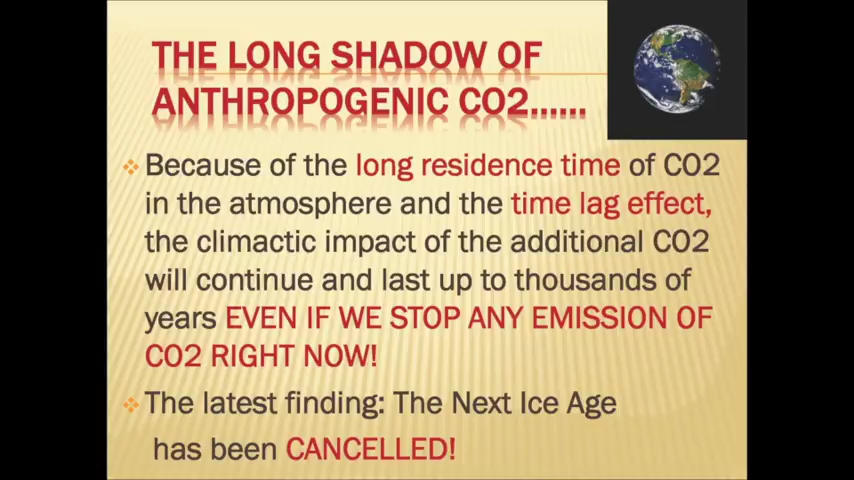 THE LONG SHADOW OF
ANTHROPOGENIC CO2......
Because of the long residence time of CO2
in the atmosphere and the time lag effect,
the climactic impact of the additional CO2
will continue and last up to thousands of
years EVEN IF WE STOP ANY EMISSION OF
CO2 RIGHT NOW!
The latest finding: The Next Ice Age
has been CANCELLED!